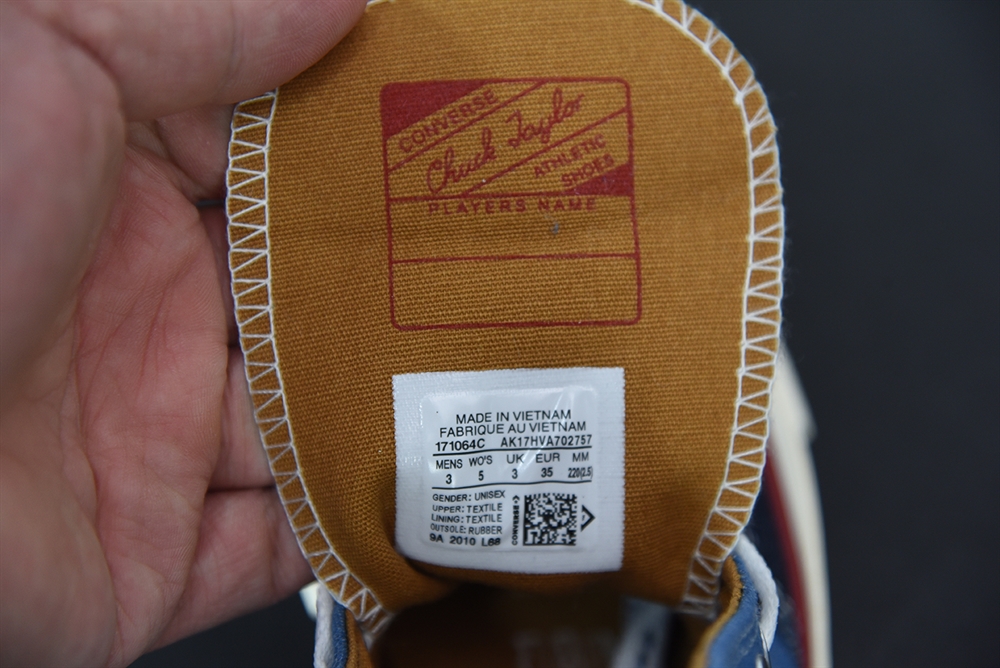 CONVERSE
Chuck Taylor
ATHLETIC
SHOES
PLAYERS NAME
MADE IN VIETNAM
FABRIQUE AU VIETNAM
171064C AK17HVA702757
MENS WO'S UK EUR MM
3 5 3 35 220(2.5)
GENDER: UNISEX
UPPER: TEXTILE
LINING: TEXTILE
OUTSOLE: RUBBER
9A 2010 L88
CONVERSE